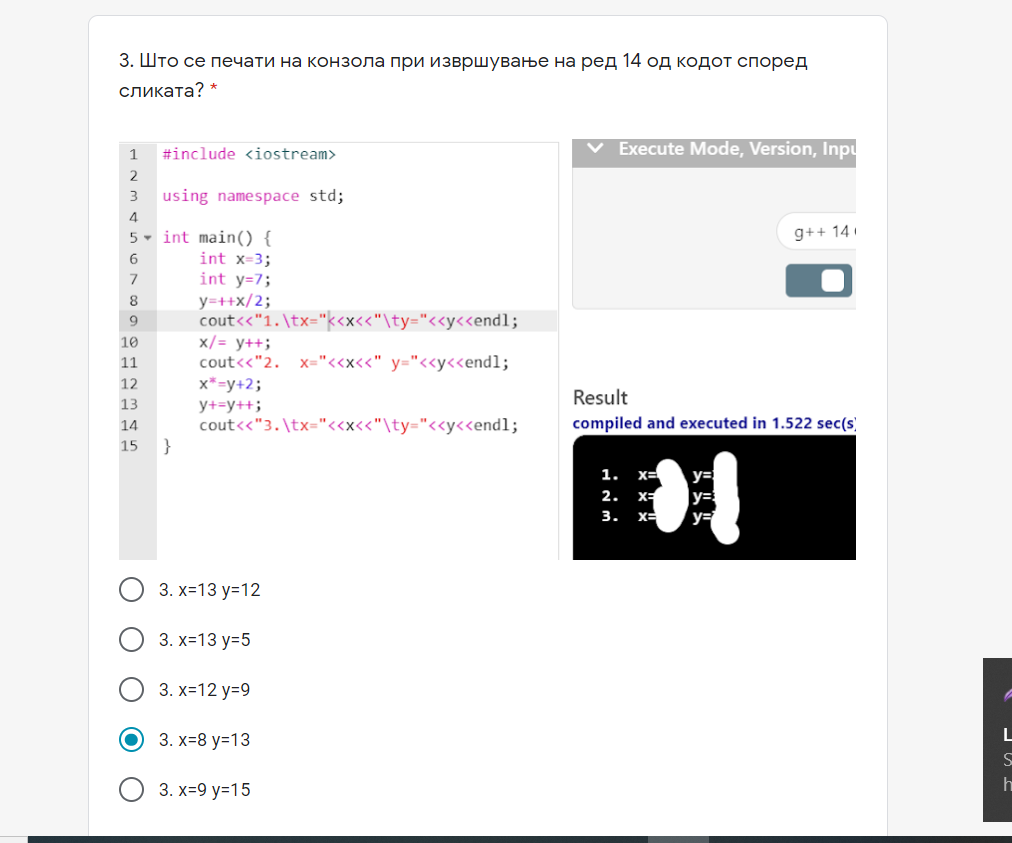 3. Што се печати на конзола при извршување на ред 14 од кодот според
сликата? *
1 #include <iostream>
2
3 using namespace std;
4
5 int main() {
6 int x=3;
7 int y=7;
8 y=++x/2;
9 cout<<"1.\tx="<<x<<"\ty="<<y<<endl;
10 x/= y++;
11 cout<<"2.  x="<<x<<" y="<<y<<endl;
12 x*=y+2;
13 y+=y++;
14 cout<<"3.\tx="<<x<<"\ty="<<y<<endl;
15 }
Execute Mode, Version, Inpu
g++ 14
Result
compiled and executed in 1.522 sec(s)
1. x= y=
2. x= y=
3. x= y=
3. x=13 y=12
3. x=13 y=5
3. x=12 y=9
3. x=8 y=13
3. x=9 y=15
L
S
h